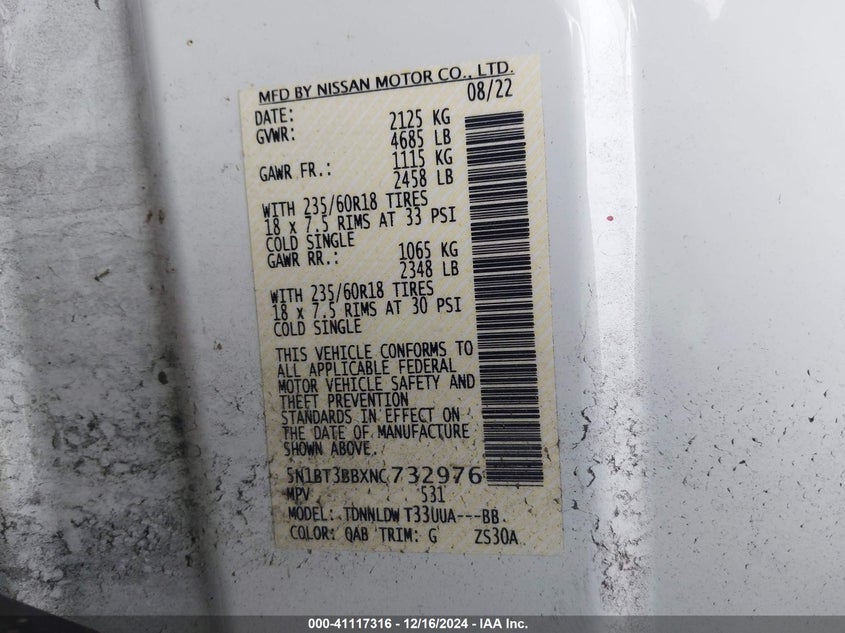 MFD BY NISSAN MOTOR CO., LTD.
DATE: 08/22
GVWR: 2125 KG
4685 LB
GAWR FR.: 1115 KG
2458 LB
WITH 235/60R18 TIRES
18 x 7.5 RIMS AT 33 PSI
COLD SINGLE
GAWR RR.: 1065 KG
2348 LB
WITH 235/60R18 TIRES
18 x 7.5 RIMS AT 30 PSI
COLD SINGLE
THIS VEHICLE CONFORMS TO
ALL APPLICABLE FEDERAL
MOTOR VEHICLE SAFETY AND
THEFT PREVENTION
STANDARDS IN EFFECT ON
THE DATE OF MANUFACTURE
SHOWN ABOVE.
5N1BT3BBXNC732976
MPV 531
MODEL: TDNNLDW T33UUA---BB
COLOR: QAB TRIM: G ZS30A
000-41117316 - 12/16/2024 - IAA Inc.